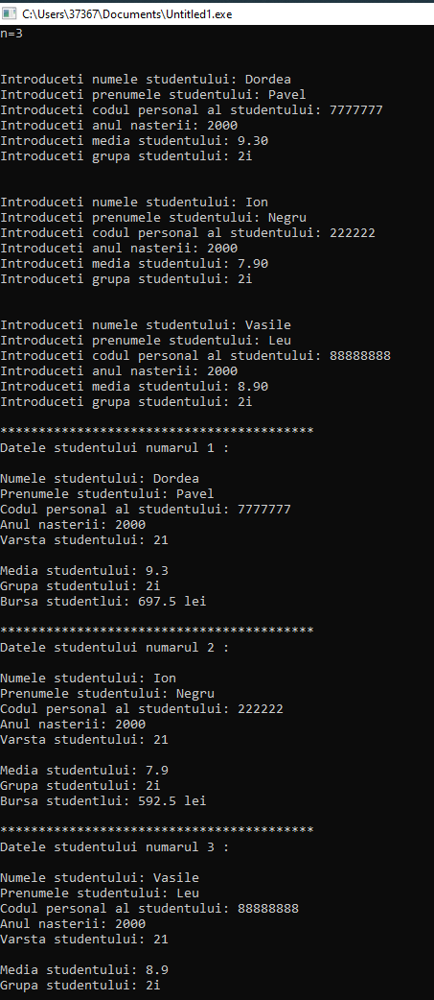 C:\Users\37367\Documents\Untitled1.exe
n=3
Introduceti numele studentului: Dordea
Introduceti prenumele studentului: Pavel
Introduceti codul personal al studentului: 7777777
Introduceti anul nasterii: 2000
Introduceti media studentului: 9.30
Introduceti grupa studentului: 2i
Introduceti numele studentului: Ion
Introduceti prenumele studentului: Negru
Introduceti codul personal al studentului: 222222
Introduceti anul nasterii: 2000
Introduceti media studentului: 7.90
Introduceti grupa studentului: 2i
Introduceti numele studentului: Vasile
Introduceti prenumele studentului: Leu
Introduceti codul personal al studentului: 88888888
Introduceti anul nasterii: 2000
Introduceti media studentului: 8.90
Introduceti grupa studentului: 2i
*****************************************
Datele studentului numarul 1 :
Numele studentului: Dordea
Prenumele studentului: Pavel
Codul personal al studentului: 7777777
Anul nasterii: 2000
Varsta studentului: 21
Media studentului: 9.3
Grupa studentului: 2i
Bursa studentlui: 697.5 lei
*****************************************
Datele studentului numarul 2 :
Numele studentului: Ion
Prenumele studentului: Negru
Codul personal al studentului: 222222
Anul nasterii: 2000
Varsta studentului: 21
Media studentului: 7.9
Grupa studentului: 2i
Bursa studentlui: 592.5 lei
*****************************************
Datele studentului numarul 3 :
Numele studentului: Vasile
Prenumele studentului: Leu
Codul personal al studentului: 88888888
Anul nasterii: 2000
Varsta studentului: 21
Media studentului: 8.9
Grupa studentului: 2i